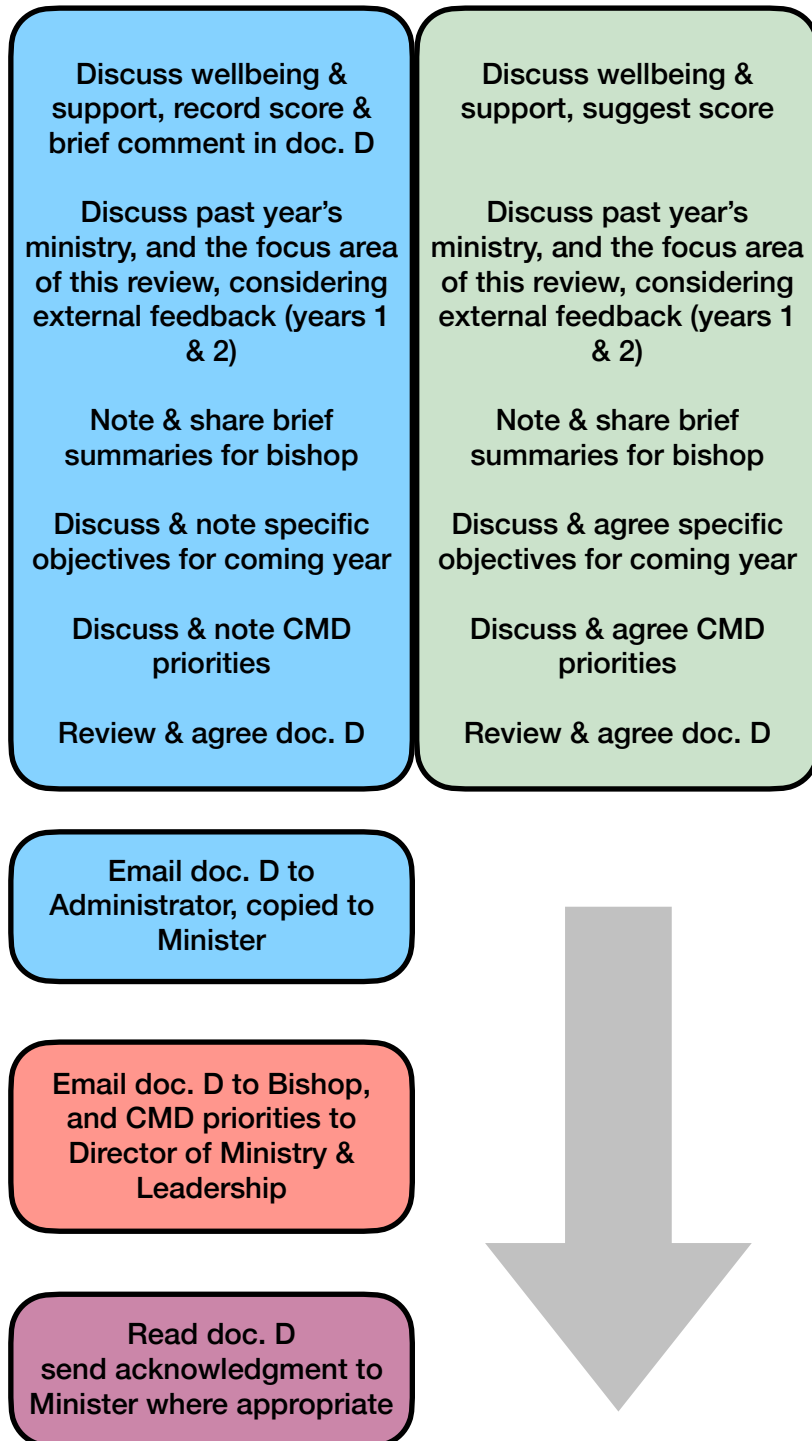 Discuss wellbeing &
support, record score &
brief comment in doc. D
Discuss past year's
ministry, and the focus area
of this review, considering
external feedback (years 1
& 2)
Note & share brief
summaries for bishop
Discuss & note specific
objectives for coming year
Discuss & note CMD
priorities
Review & agree doc. D
Discuss wellbeing &
support, suggest score
Discuss past year's
ministry, and the focus area
of this review, considering
external feedback (years 1
& 2)
Note & share brief
summaries for bishop
Discuss & agree specific
objectives for coming year
Discuss & agree CMD
priorities
Review & agree doc. D
Email doc. D to
Administrator, copied to
Minister
Email doc. D to Bishop,
and CMD priorities to
Director of Ministry &
Leadership
Read doc. D
send acknowledgment to
Minister where appropriate